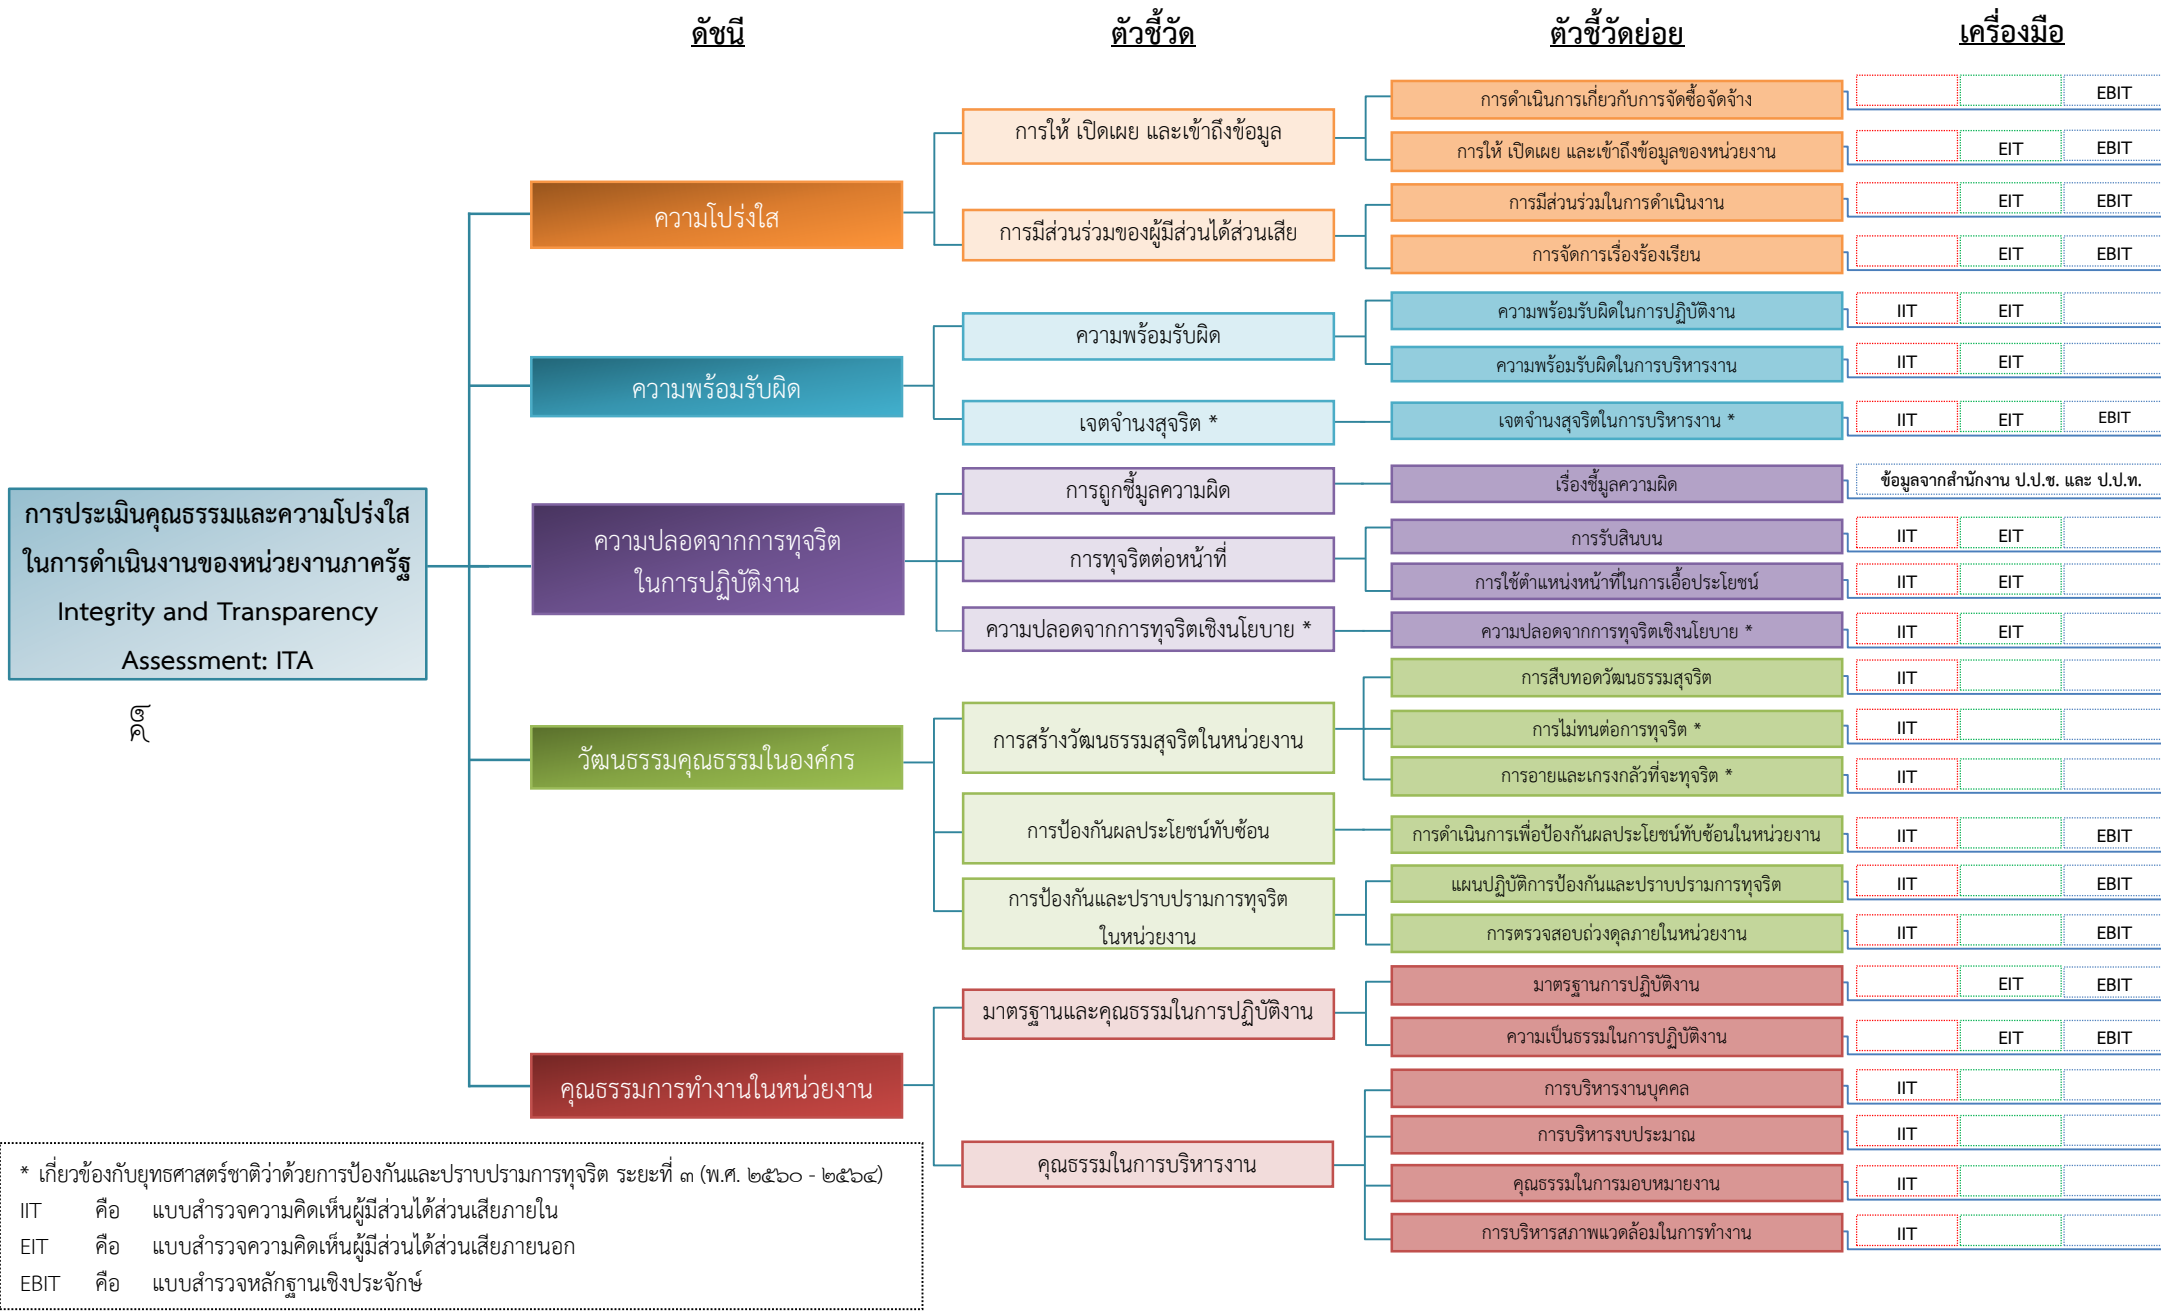 ดัชนี
ตัวชี้วัด
ตัวชี้วัดย่อย
เครื่องมือ
การประเมินคุณธรรมและความโปร่งใส
ในการดำเนินงานของหน่วยงานภาครัฐ
Integrity and Transparency
Assessment: ITA
ความโปร่งใส
การให้ เปิดเผย และเข้าถึงข้อมูล
การดำเนินการเกี่ยวกับการจัดซื้อจัดจ้าง
EBIT
การให้ เปิดเผย และเข้าถึงข้อมูลของหน่วยงาน
EIT EBIT
การมีส่วนร่วมของผู้มีส่วนได้ส่วนเสีย
การมีส่วนร่วมในการดำเนินงาน
EIT EBIT
การจัดการเรื่องร้องเรียน
EIT EBIT
ความพร้อมรับผิด
ความพร้อมรับผิด
ความพร้อมรับผิดในการปฏิบัติงาน
IIT EIT
ความพร้อมรับผิดในการบริหารงาน
IIT EIT
เจตจำนงสุจริต *
เจตจำนงสุจริตในการบริหารงาน *
IIT EIT EBIT
ความปลอดจากการทุจริต
ในการปฏิบัติงาน
การถูกชี้มูลความผิด
เรื่องชี้มูลความผิด
ข้อมูลจากสำนักงาน ป.ป.ช. และ ป.ป.ท.
การทุจริตต่อหน้าที่
การรับสินบน
IIT EIT
การใช้ตำแหน่งหน้าที่ในการเอื้อประโยชน์
IIT EIT
ความปลอดจากการทุจริตเชิงนโยบาย *
ความปลอดจากการทุจริตเชิงนโยบาย *
IIT EIT
วัฒนธรรมคุณธรรมในองค์กร
การสร้างวัฒนธรรมสุจริตในหน่วยงาน
การสืบทอดวัฒนธรรมสุจริต
IIT
การไม่ทนต่อการทุจริต *
IIT
การอายและเกรงกลัวที่จะทุจริต *
IIT
การป้องกันผลประโยชน์ทับซ้อน
การดำเนินการเพื่อป้องกันผลประโยชน์ทับซ้อนในหน่วยงาน
IIT EBIT
การป้องกันและปราบปรามการทุจริต
ในหน่วยงาน
แผนปฏิบัติการป้องกันและปราบปรามการทุจริต
IIT EBIT
การตรวจสอบถ่วงดุลภายในหน่วยงาน
IIT EBIT
คุณธรรมการทำงานในหน่วยงาน
มาตรฐานและคุณธรรมในการปฏิบัติงาน
มาตรฐานการปฏิบัติงาน
EIT EBIT
ความเป็นธรรมในการปฏิบัติงาน
EIT EBIT
คุณธรรมในการบริหารงาน
การบริหารงานบุคคล
IIT
การบริหารงบประมาณ
IIT
คุณธรรมในการมอบหมายงาน
IIT
การบริหารสภาพแวดล้อมในการทำงาน
IIT
* เกี่ยวข้องกับยุทธศาสตร์ชาติว่าด้วยการป้องกันและปราบปรามการทุจริต ระยะที่ ๓ (พ.ศ. ๒๕๖๐ - ๒๕๖๔)
IIT คือ แบบสำรวจความคิดเห็นผู้มีส่วนได้ส่วนเสียภายใน
EIT คือ แบบสำรวจความคิดเห็นผู้มีส่วนได้ส่วนเสียภายนอก
EBIT คือ แบบสำรวจหลักฐานเชิงประจักษ์